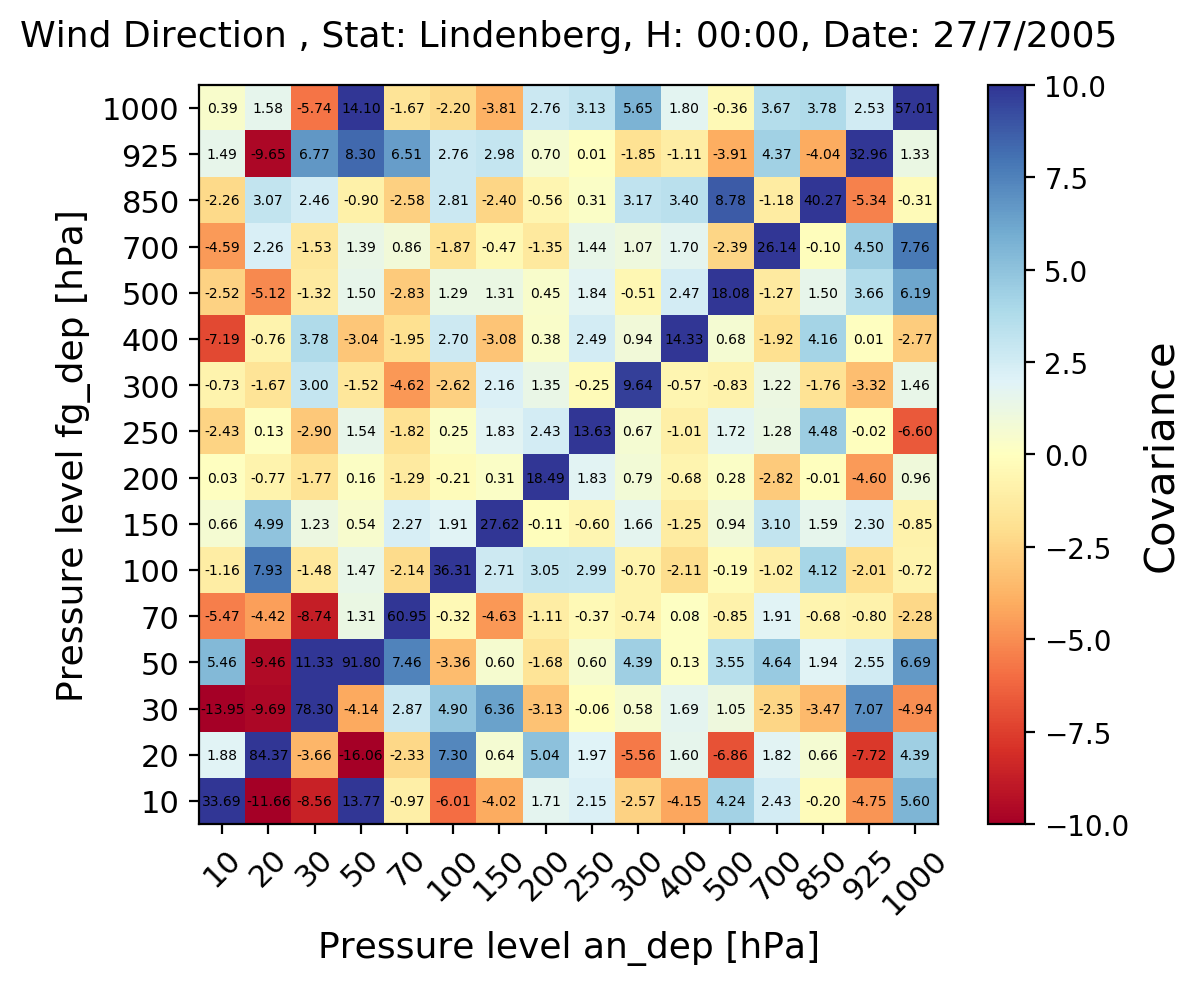 Wind Direction , Stat: Lindenberg, H: 00:00, Date: 27/7/2005
1000 0.39 1.58 -5.74 14.10 -1.67 -2.20 -3.81 2.76 3.13 5.65 1.80 -0.36 3.67 3.78 2.53 57.01
925 1.49 -9.65 6.77 8.30 6.51 2.76 2.98 0.70 0.01 -1.85 -1.11 -3.91 4.37 -4.04 32.96 1.33
850 -2.26 3.07 2.46 -0.90 -2.58 2.81 -2.40 -0.56 0.31 3.17 3.40 8.78 -1.18 40.27 -5.34 -0.31
700 -4.59 2.26 -1.53 1.39 0.86 -1.87 -0.47 -1.35 1.44 1.07 1.70 -2.39 26.14 -0.10 4.50 7.76
500 -2.52 -5.12 -1.32 1.50 -2.83 1.29 1.31 0.45 1.84 -0.51 2.47 18.08 -1.27 1.50 3.66 6.19
400 -7.19 -0.76 3.78 -3.04 -1.95 2.70 -3.08 0.38 2.49 0.94 14.33 0.68 -1.92 4.16 0.01 -2.77
300 -0.73 -1.67 3.00 -1.52 -4.62 -2.62 2.16 1.35 -0.25 9.64 -0.57 -0.83 1.22 -1.76 -3.32 1.46
250 -2.43 0.13 -2.90 1.54 -1.82 0.25 1.83 2.43 13.63 0.67 -1.01 1.72 1.28 4.48 -0.02 -6.60
200 0.03 -0.77 -1.77 0.16 -1.29 -0.21 0.31 18.49 1.83 0.79 -0.68 0.28 -2.82 -0.01 -4.60 0.96
150 0.66 4.99 1.23 0.54 2.27 1.91 27.62 -0.11 -0.60 1.66 -1.25 0.94 3.10 1.59 2.30 -0.85
100 -1.16 7.93 -1.48 1.47 -2.14 36.31 2.71 3.05 2.99 -0.70 -2.11 -0.19 -1.02 4.12 -2.01 -0.72
70 -5.47 -4.42 -8.74 1.31 60.95 -0.32 -4.63 -1.11 -0.37 -0.74 0.08 -0.85 1.91 -0.68 -0.80 -2.28
50 5.46 -9.46 11.33 91.80 7.46 -3.36 0.60 -1.68 0.60 4.39 0.13 3.55 4.64 1.94 2.55 6.69
30 -13.95 -9.69 78.30 -4.14 2.87 4.90 6.36 -3.13 -0.06 0.58 1.69 1.05 -2.35 -3.47 7.07 -4.94
20 1.88 84.37 -3.66 -16.06 -2.33 7.30 0.64 5.04 1.97 -5.56 1.60 -6.86 1.82 0.66 -7.72 4.39
10 33.69 -11.66 -8.56 13.77 -0.97 -6.01 -4.02 1.71 2.15 -2.57 -4.15 4.24 2.43 -0.20 -4.75 5.60
10 20 30 50 70 100 150 200 250 300 400 500 700 850 925 1000
Pressure level an_dep [hPa]
Pressure level fg_dep [hPa]
10.0
7.5
5.0
2.5
0.0
−2.5
−5.0
−7.5
−10.0
Covariance